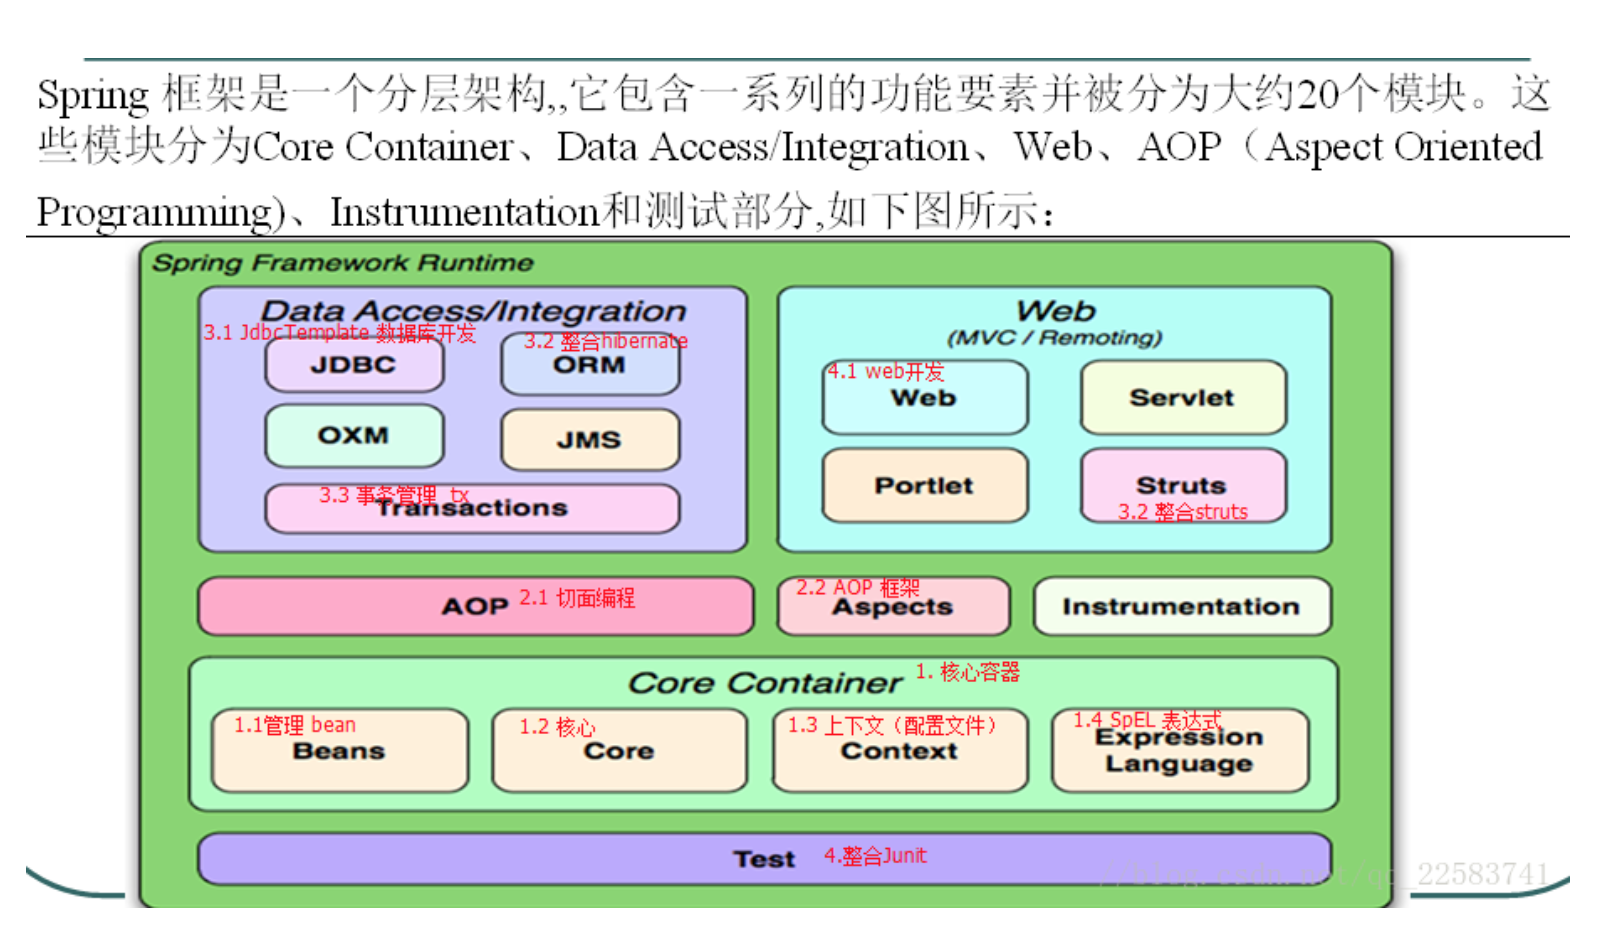 Spring 框架是一个分层架构,,它包含一系列的功能要素并被分为大约20个模块。这
些模块分为Core Container、Data Access/Integration、Web、AOP（Aspect Oriented
Programming)、Instrumentation和测试部分,如下图所示：
Spring Framework Runtime
Data Access/Integration
3.1 JdbcTemplate 数据库开发
JDBC
3.2 整合hibernate
ORM
OXM
JMS
3.3 事务管理 tx
Transactions
Web
(MVC / Remoting)
4.1 web开发
Web
Servlet
Portlet
Struts
3.2 整合struts
AOP 2.1 切面编程
2.2 AOP 框架
Aspects
Instrumentation
Core Container 1. 核心容器
1.1管理 bean
Beans
1.2 核心
Core
1.3 上下文（配置文件）
Context
1.4 SpEL 表达式
Expression
Language
Test 4.整合Junit
//blog.csdn.net/qq_22583741